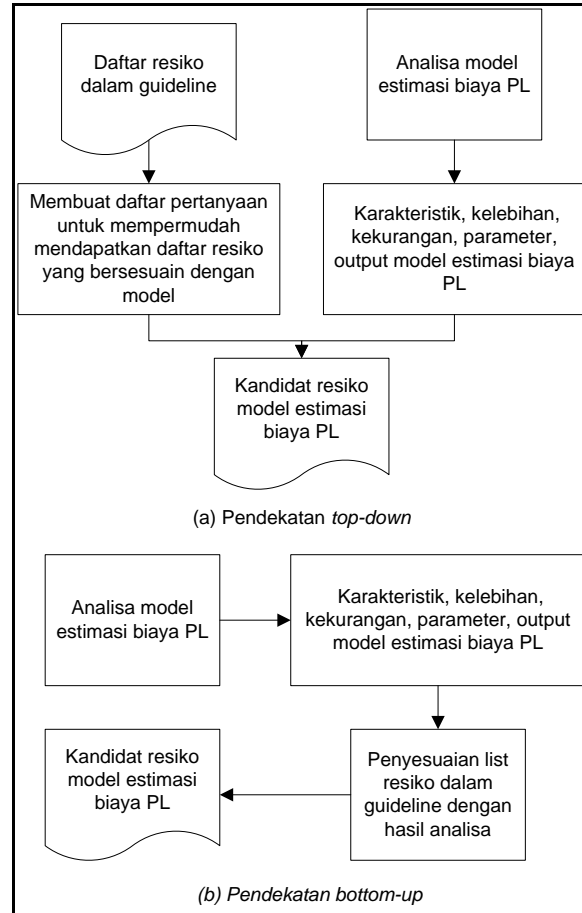 Daftar resiko
dalam guideline
Analisa model
estimasi biaya PL
Membuat daftar pertanyaan
untuk mempermudah
mendapatkan daftar resiko
yang bersesuain dengan
model
Karakteristik, kelebihan,
kekurangan, parameter,
output model estimasi biaya
PL
Kandidat resiko
model estimasi
biaya PL
(a) Pendekatan top-down
Analisa model
estimasi biaya PL
Karakteristik, kelebihan,
kekurangan, parameter, output
model estimasi biaya PL
Kandidat resiko
model estimasi
biaya PL
Penyesuaian list
resiko dalam
guideline dengan
hasil analisa
(b) Pendekatan bottom-up